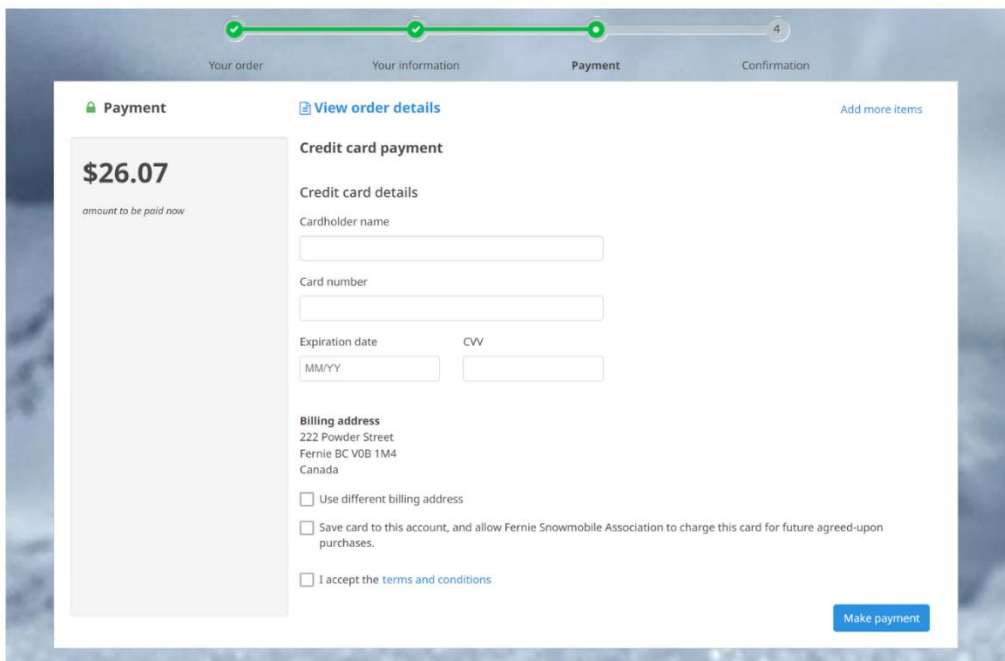 4
Your order
Your information
Payment
Confirmation
Payment
View order details
Add more items
$26.07
amount to be paid now
Credit card payment
Credit card details
Cardholder name
Card number
Expiration date
CVV
MM/YY
Billing address
222 Powder Street
Fernie BC V0B 1M4
Canada
Use different billing address
Save card to this account, and allow Fernie Snowmobile Association to charge this card for future agreed-upon
purchases.
I accept the terms and conditions
Make payment